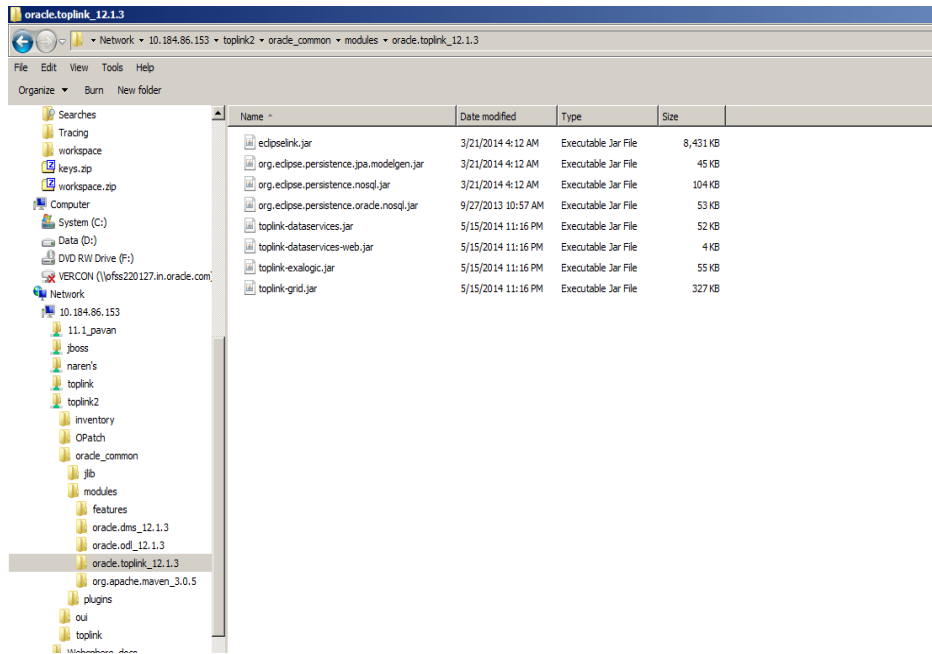 oracle.toplink_12.1.3
Network 10.184.86.153 toplink2 oracle_common modules oracle.toplink_12.1.3
File Edit View Tools Help
Organize Burn New folder
Searches
Tracing
workspace
keys.zip
workspace.zip
Computer
System (C:)
Data (D:)
DVD RW Drive (F:)
VERCON (\\ofss220127.in.oracle.com)
Network
10.184.86.153
11.1_pavan
jboss
naren's
toplink
toplink2
inventory
OPatch
oracle_common
jlib
modules
features
oracle.dms_12.1.3
oracle.odl_12.1.3
oracle.toplink_12.1.3
org.apache.maven_3.0.5
plugins
oui
toplink
Websphere_docs
Name Date modified Type Size
eclipselink.jar 3/21/2014 4:12 AM Executable Jar File 8,431 KB
org.eclipse.persistence.jpa.modelgen.jar 3/21/2014 4:12 AM Executable Jar File 45 KB
org.eclipse.persistence.nosql.jar 3/21/2014 4:12 AM Executable Jar File 104 KB
org.eclipse.persistence.oracle.nosql.jar 9/27/2013 10:57 AM Executable Jar File 53 KB
toplink-dataservices.jar 5/15/2014 11:16 PM Executable Jar File 52 KB
toplink-dataservices-web.jar 5/15/2014 11:16 PM Executable Jar File 4 KB
toplink-exalogic.jar 5/15/2014 11:16 PM Executable Jar File 55 KB
toplink-grid.jar 5/15/2014 11:16 PM Executable Jar File 327 KB